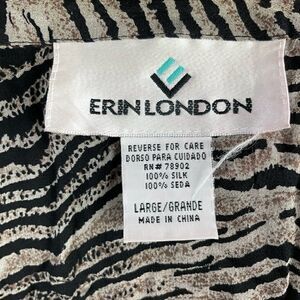 ERIN LONDON
REVERSE FOR CARE
DORSO PARA CUIDADO
RN# 78902
100% SILK
100% SEDA
LARGE/GRANDE
MADE IN CHINA